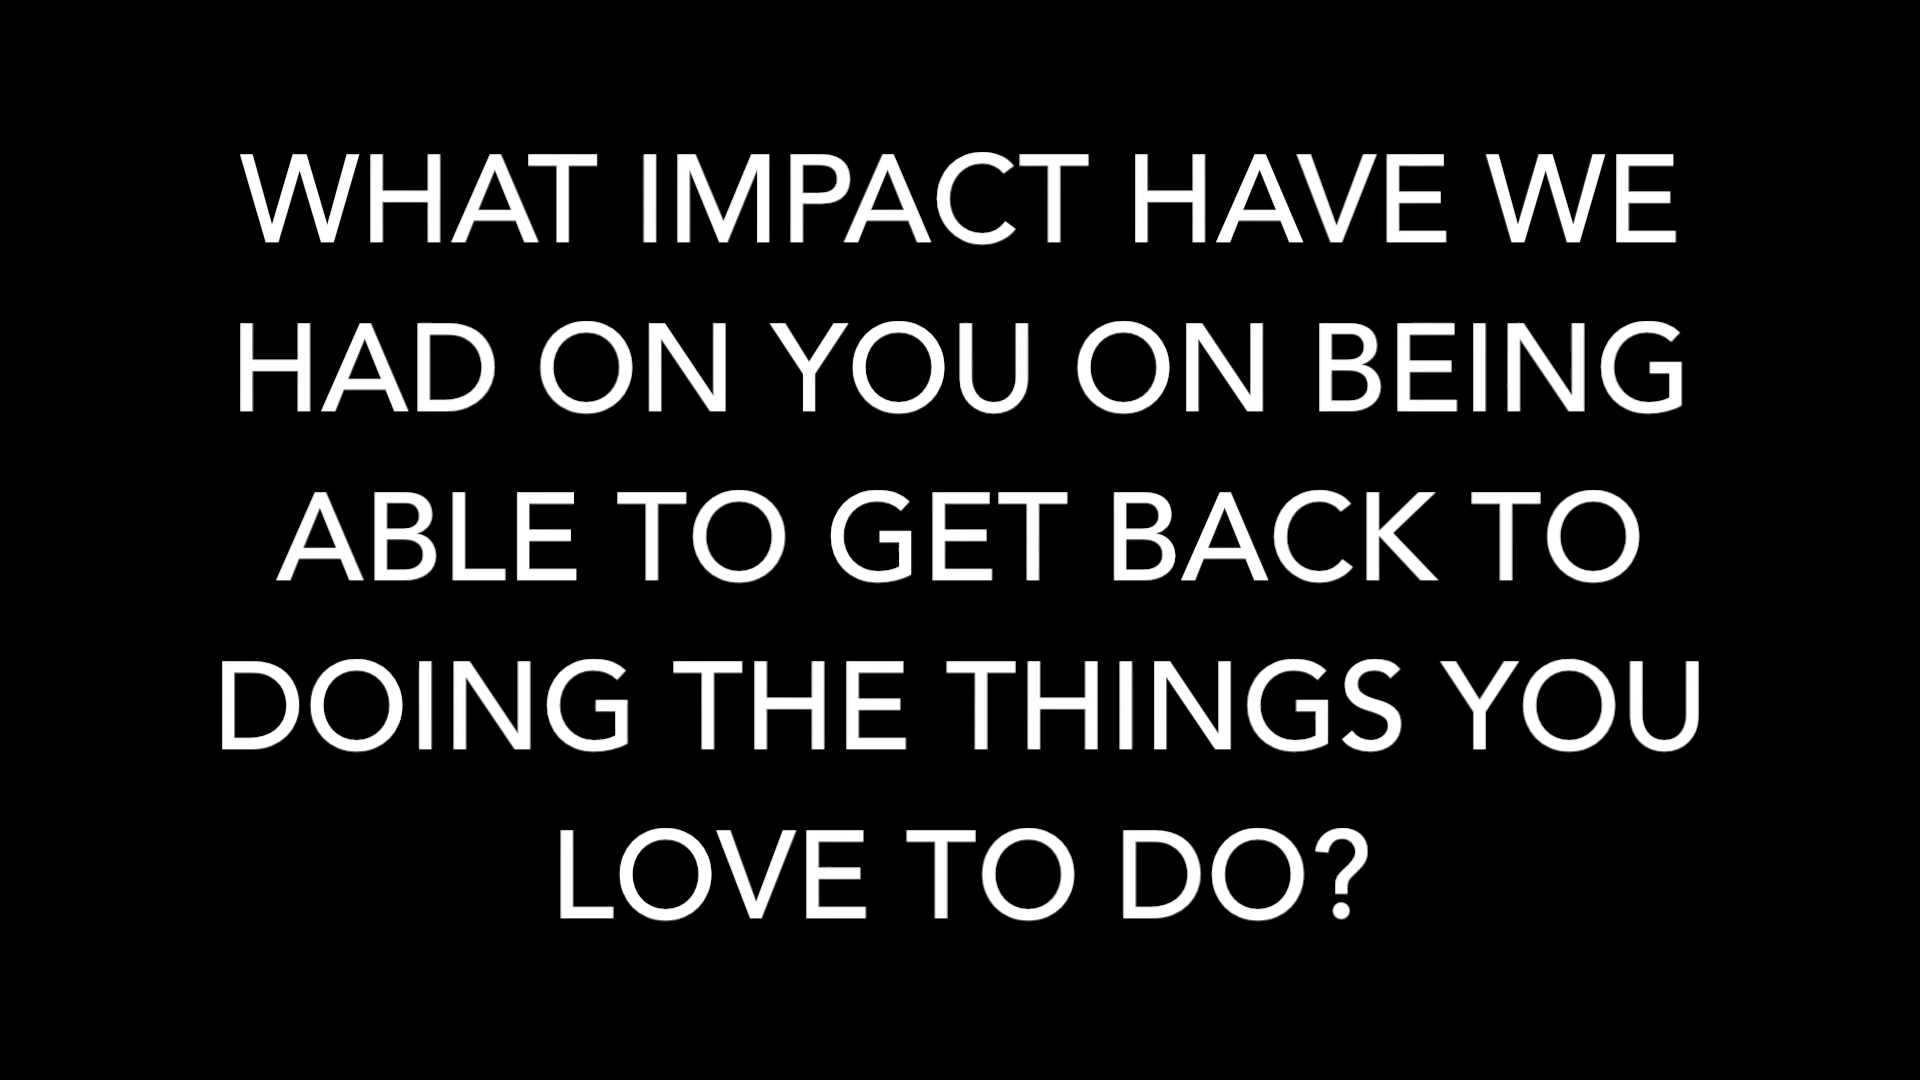 WHAT IMPACT HAVE WE
HAD ON YOU ON BEING
ABLE TO GET BACK TO
DOING THE THINGS YOU
LOVE TO DO?